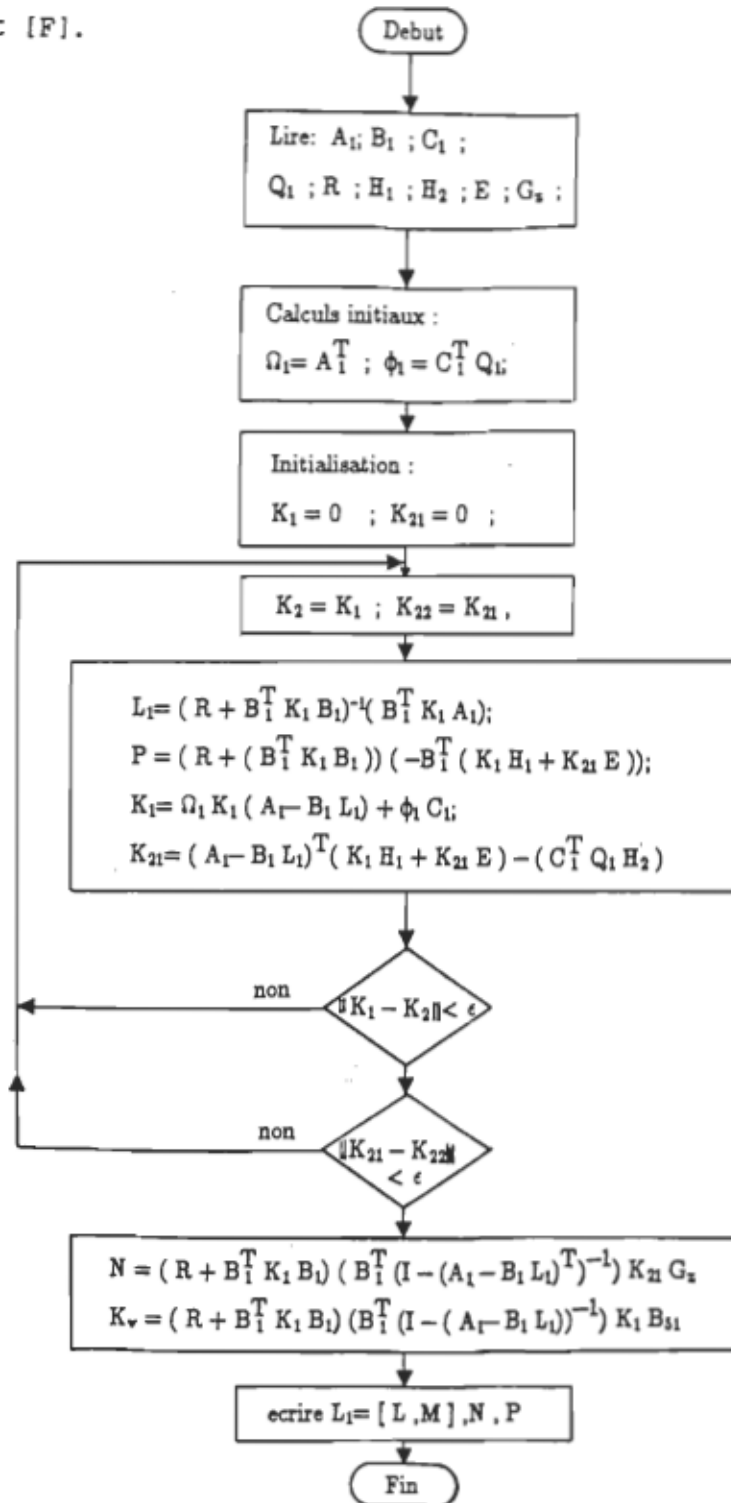 : [F].
Debut
Lire: A₁; B₁ ; C₁ ;
Q₁ ; R ; H₁ ; H₂ ; E ; Gₛ ;
Calculs initiaux :
Ω₁= A₁ᵀ ; ϕ₁ = C₁ᵀ Q₁;
Initialisation :
K₁ = 0 ; K₂₁ = 0 ;
K₂ = K₁ ; K₂₂ = K₂₁ ,
L₁= ( R + B₁ᵀ K₁ B₁)⁻¹( B₁ᵀ K₁ A₁);
P = ( R + ( B₁ᵀ K₁ B₁ )) ( -B₁ᵀ ( K₁ H₁ + K₂₁ E ));
K₁= Ω₁ K₁ ( A₁- B₁ L₁) + ϕ₁ C₁;
K₂₁= ( A₁- B₁ L₁)ᵀ( K₁ H₁ + K₂₁ E ) - (C₁ᵀ Q₁ H₂ )
non
‖K₁ - K₂‖< ϵ
non
‖K₂₁ - K₂₂‖
< ϵ
N = ( R + B₁ᵀ K₁ B₁) ( B₁ᵀ (I - (A₁ - B₁ L₁)ᵀ)⁻¹) K₂₁ Gₛ
Kᵥ = ( R + B₁ᵀ K₁ B₁) (B₁ᵀ (I - ( A₁- B₁ L₁))⁻¹) K₁ B₅₁
ecrire L₁= [ L ,M ] ,N , P
Fin